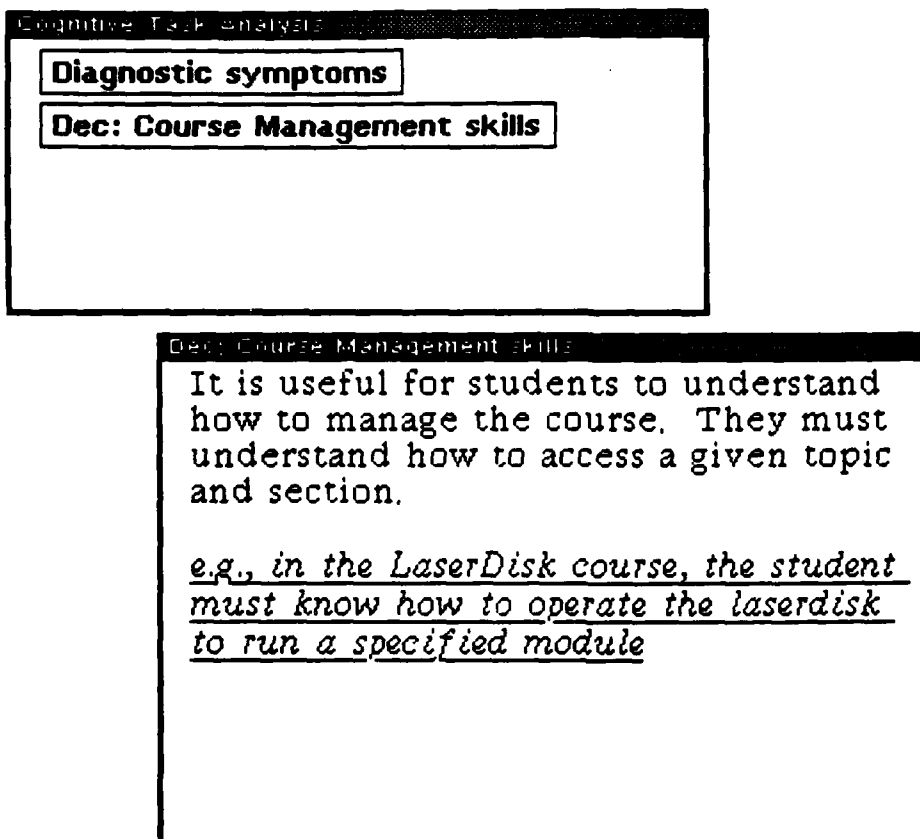 Cognitive Task Analysis
Diagnostic symptoms
Dec: Course Management skills
Dec: Course Management skills
It is useful for students to understand
how to manage the course. They must
understand how to access a given topic
and section.
e.g., in the LaserDisk course, the student
must know how to operate the laserdisk
to run a specified module